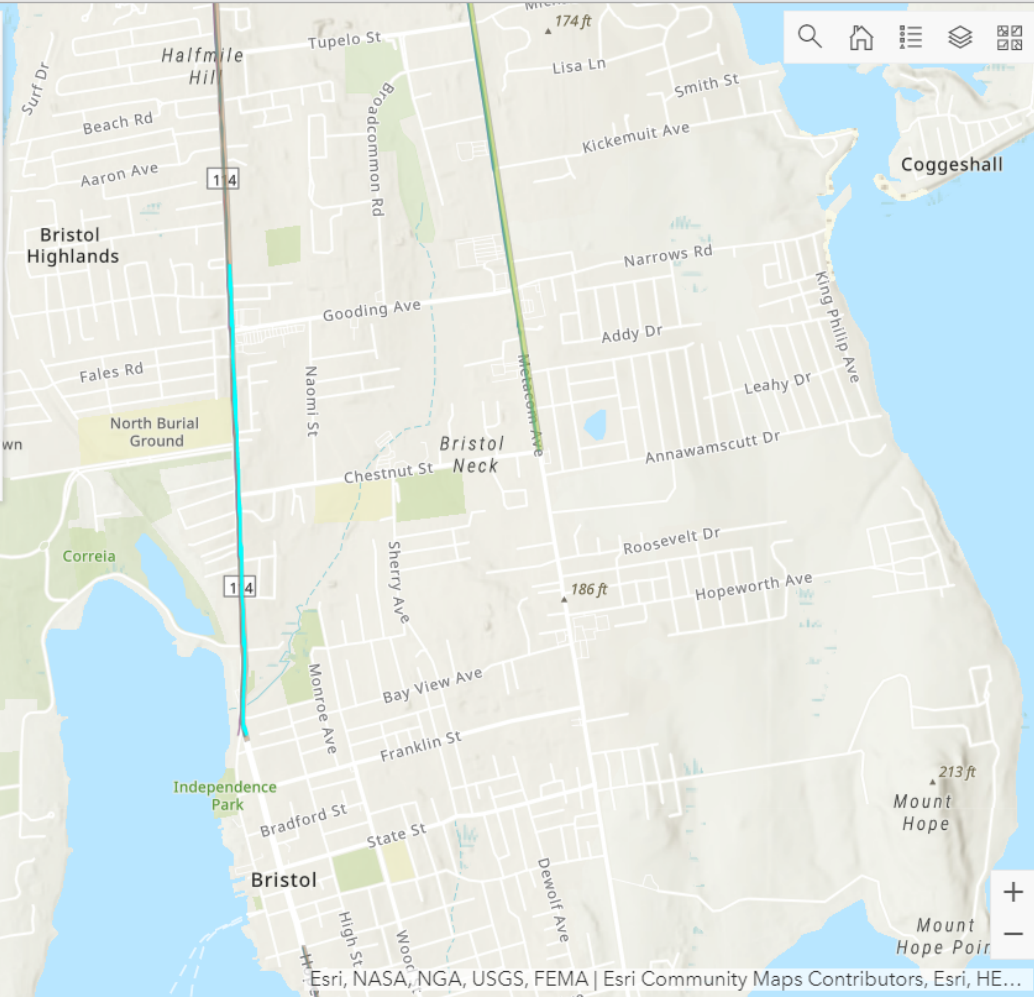 174 ft
Halfmile
Hill
Tupelo St
Lisa Ln
Surf Dr
Smith St
Broadcommon Rd
Beach Rd
Kickemuit Ave
Coggeshall
Aaron Ave
114
Bristol
Highlands
Narrows Rd
King Philip Ave
Gooding Ave
Addy Dr
Metacom Ave
Fales Rd
Naomi St
Leahy Dr
North Burial
Ground
wn
Bristol
Neck
Annawamscutt Dr
Chestnut St
Roosevelt Dr
Correia
Sherry Ave
114
186 ft
Hopeworth Ave
Monroe Ave
Bay View Ave
Franklin St
213 ft
Independence
Park
Mount
Hope
Bradford St
State St
Bristol
Dewolf Ave
High St
Mount
Hope Poin
Esri, NASA, NGA, USGS, FEMA | Esri Community Maps Contributors, Esri, HE...